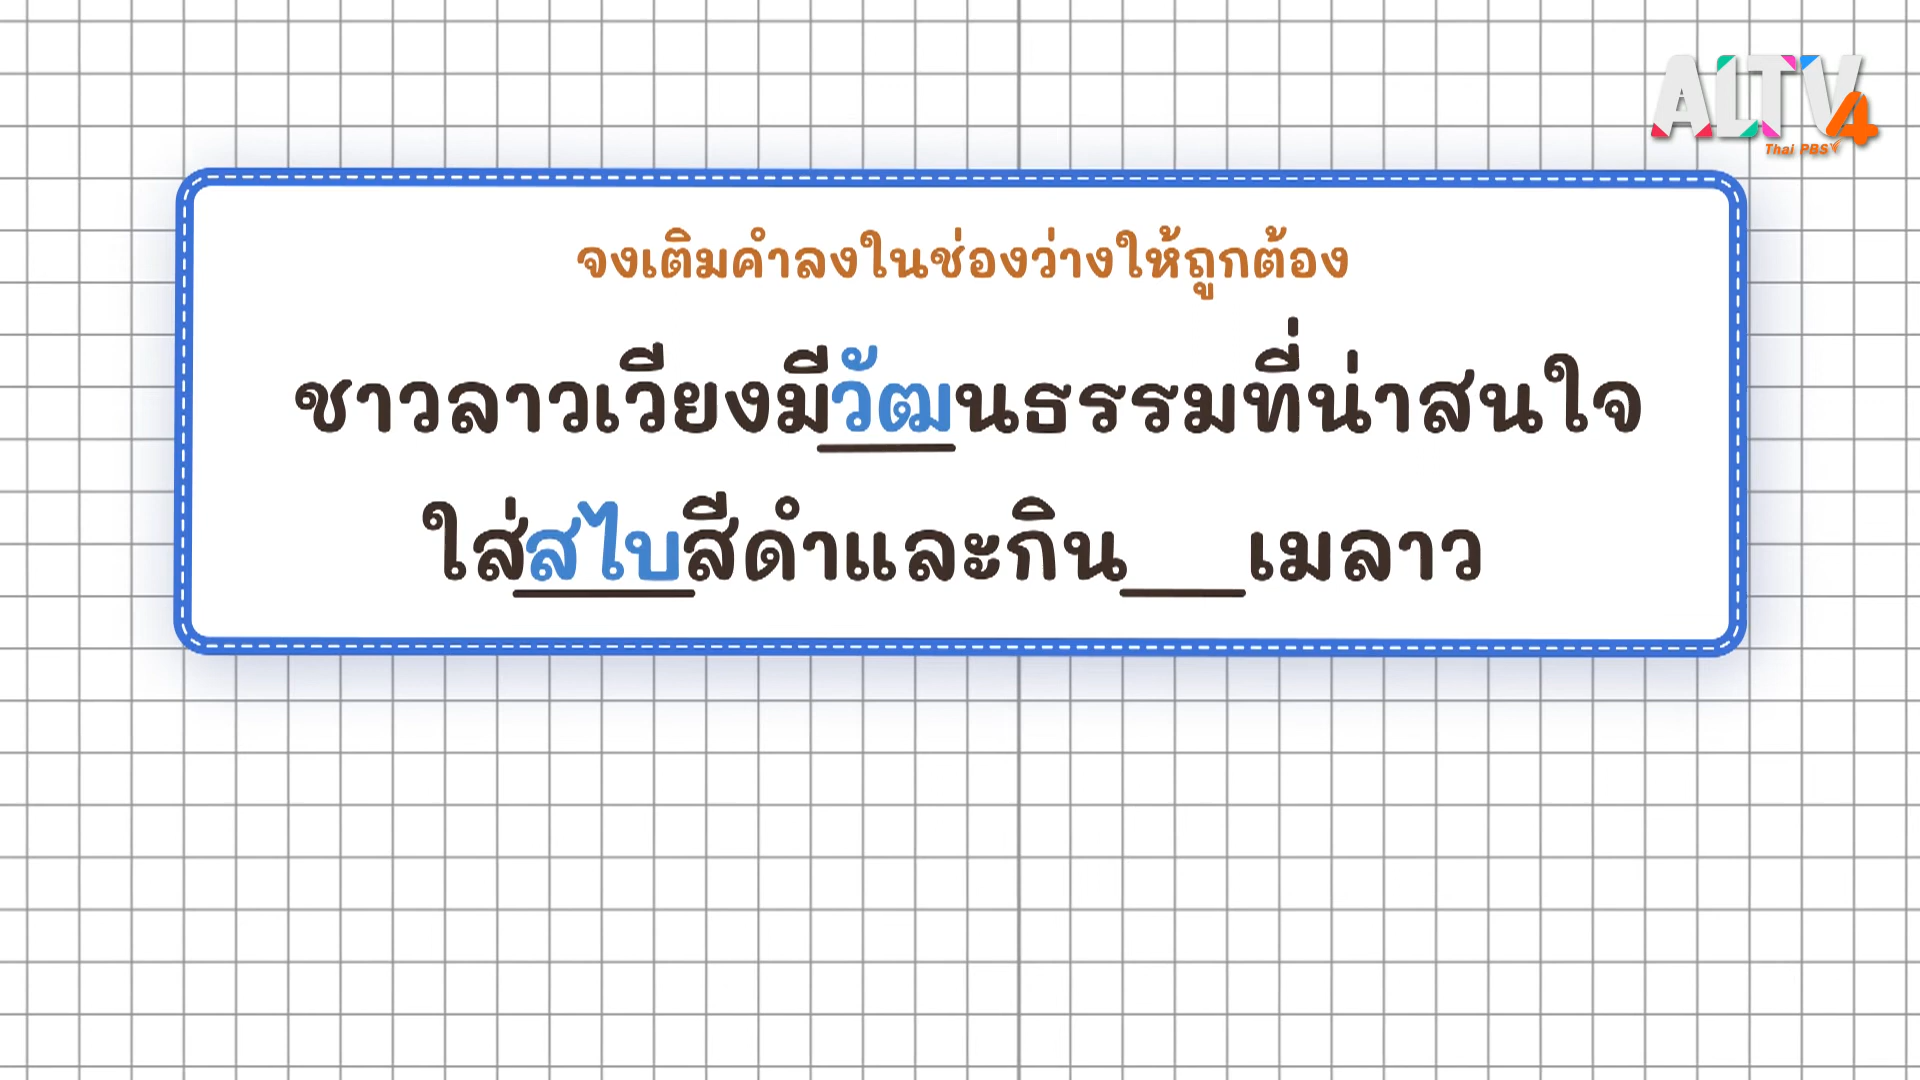 ALTV4
Thai PBS
จงเติมคำลงในช่องว่างให้ถูกต้อง
ชาวลาวเวียงมีวัฒนธรรมที่น่าสนใจ
ใส่สไบสีดำและกิน___เมลาว